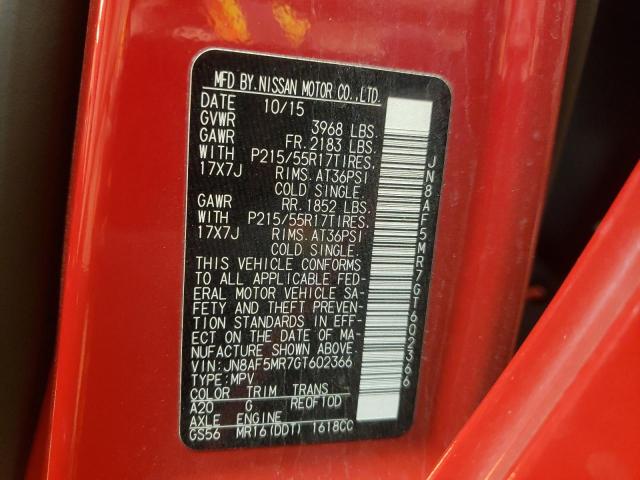 MFD BY. NISSAN MOTOR CO., LTD.
DATE 10/15
GVWR 3968 LBS.
GAWR FR. 2183 LBS.
WITH P215/55R17TIRES.
17X7J RIMS. AT36PSI
COLD SINGLE.
GAWR RR. 1852 LBS.
WITH P215/55R17TIRES.
17X7J RIMS. AT36PSI
COLD SINGLE.
THIS VEHICLE CONFORMS
TO ALL APPLICABLE FED-
ERAL MOTOR VEHICLE SA-
FETY AND THEFT PREVEN-
TION STANDARDS IN EFF-
ECT ON THE DATE OF MA-
NUFACTURE SHOWN ABOVE.
VIN: JN8AF5MR7GT602366
TYPE: MPV
COLOR TRIM TRANS
A20 G RE0F10D
AXLE ENGINE
GS56 MR16(DDT) 1618CC
JN8AF5MR7GT602366